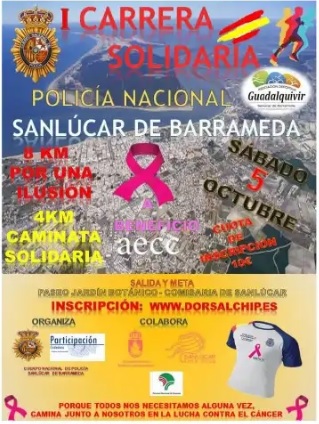 I CARRERA
SOLIDARIA
Guadalquivir
POLICÍA NACIONAL
SANLÚCAR DE BARRAMEDA
8 KM
POR UNA
ILUSIÓN
SÁBADO
5
OCTUBRE
4KM
CAMINATA
SOLIDARIA
A
BENEFICIO
aecc
CUOTA
DE
INSCRIPCIÓN
10€
SALIDA Y META
PASEO JARDÍN BOTÁNICO - COMISARIA DE SANLÚCAR
INSCRIPCIÓN: WWW.DORSALCHIP.ES
ORGANIZA
COLABORA
Participación
PORQUE TODOS NOS NECESITAMOS ALGUNA VEZ,
CAMINA JUNTO A NOSOTROS EN LA LUCHA CONTRA EL CÁNCER